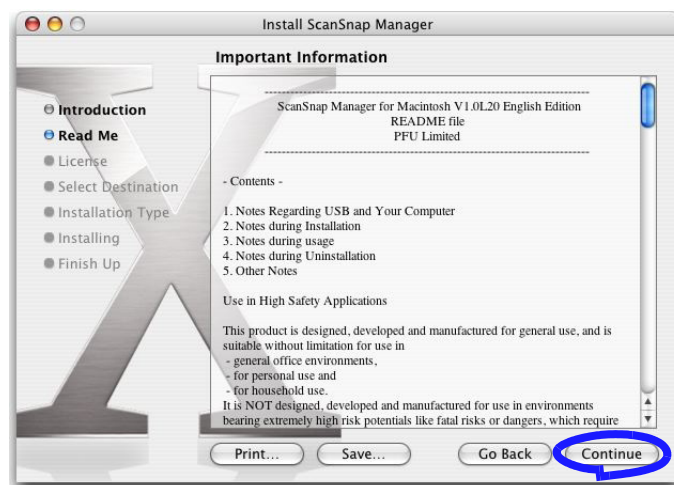 Install ScanSnap Manager
Important Information
Introduction
Read Me
License
Select Destination
Installation Type
Installing
Finish Up
------------------------------------------------------------------------
ScanSnap Manager for Macintosh V1.0L20 English Edition
README file
PFU Limited
------------------------------------------------------------------------
- Contents -
1. Notes Regarding USB and Your Computer
2. Notes during Installation
3. Notes during usage
4. Notes during Uninstallation
5. Other Notes
Use in High Safety Applications
This product is designed, developed and manufactured for general use, and is
suitable without limitation for use in
- general office environments,
- for personal use and
- for household use.
It is NOT designed, developed and manufactured for use in environments
bearing extremely high risk potentials like fatal risks or dangers, which require
Print...
Save...
Go Back
Continue